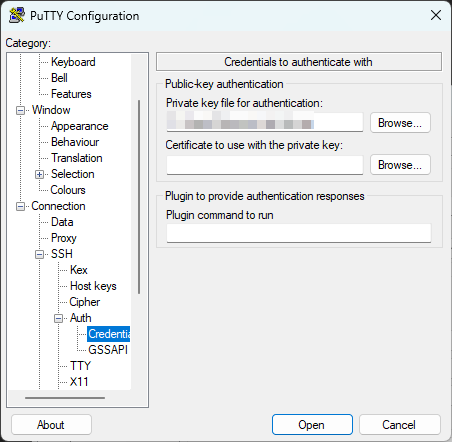 PuTTY Configuration
Category:
Keyboard
Bell
Features
Window
Appearance
Behaviour
Translation
Selection
Colours
Connection
Data
Proxy
SSH
Kex
Host keys
Cipher
Auth
Credentia
GSSAPI
TTY
X11
Credentials to authenticate with
Public-key authentication
Private key file for authentication:
Browse...
Certificate to use with the private key:
Browse...
Plugin to provide authentication responses
Plugin command to run
About
Open
Cancel